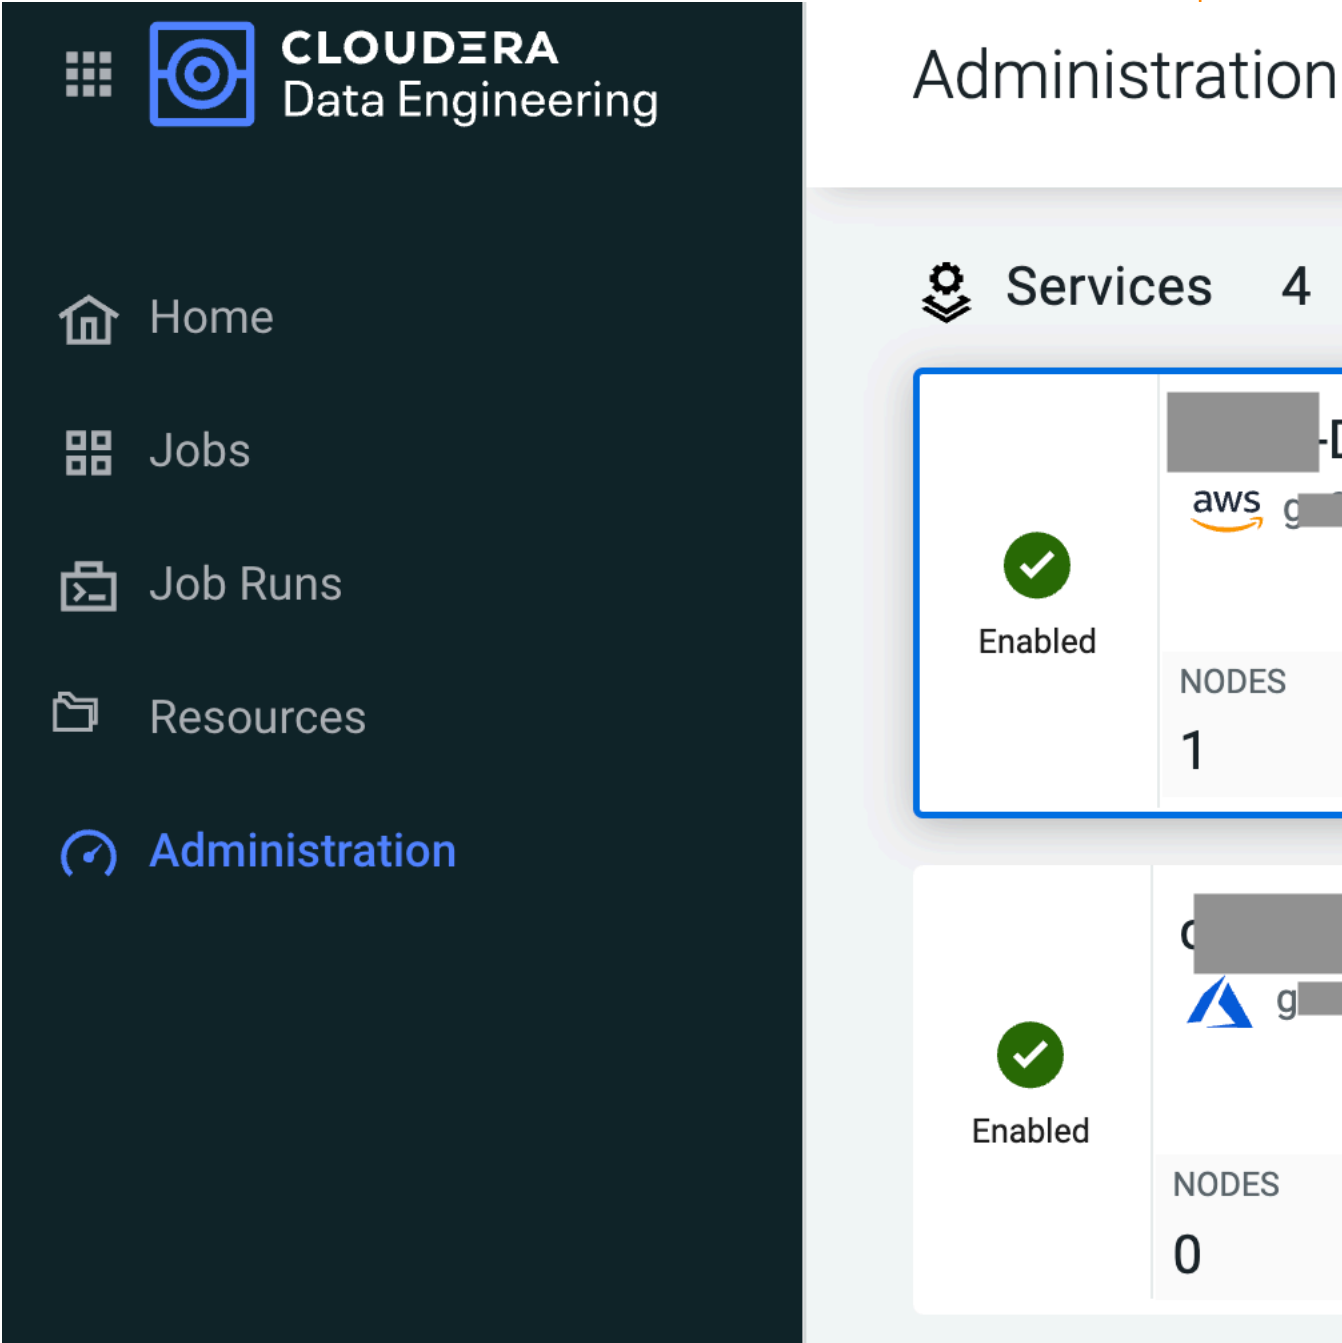 CLOUDERA
Data Engineering
Home
Jobs
Job Runs
Resources
Administration
Administration
Services 4
Enabled
aws
NODES
1
Enabled
NODES
0